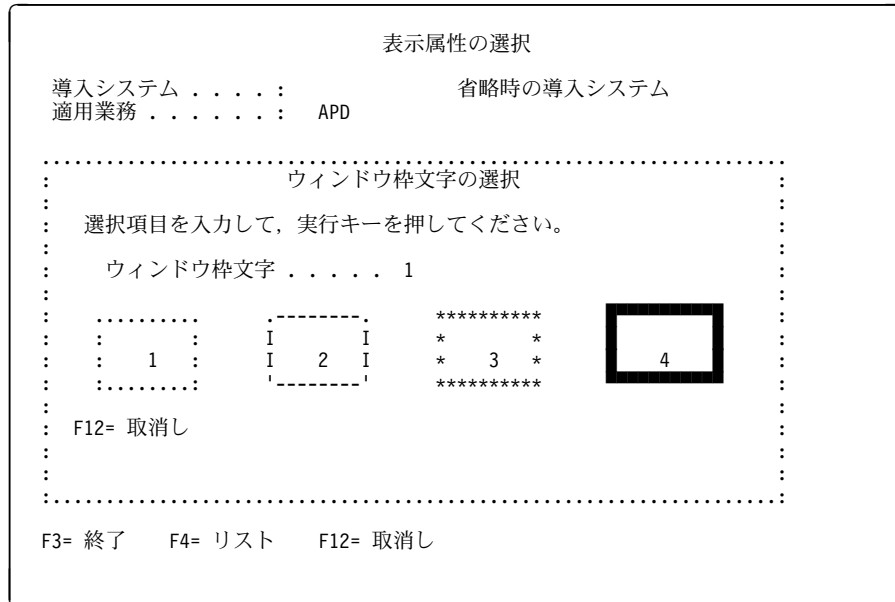 表示属性の選択
導入システム . . . . : 省略時の導入システム
適用業務 . . . . . . : APD
......................................................................
: ウィンドウ枠文字の選択 :
: :
: 選択項目を入力して, 実行キーを押してください。 :
: :
: ウィンドウ枠文字 . . . . . 1 :
: :
: .......... .--------. ********** :
: : : I I * * :
: : 1 : I 2 I * 3 * 4 :
: :........: '--------' ********** :
: :
: F12= 取消し :
: :
: :
:....................................................................:
F3= 終了 F4= リスト F12= 取消し